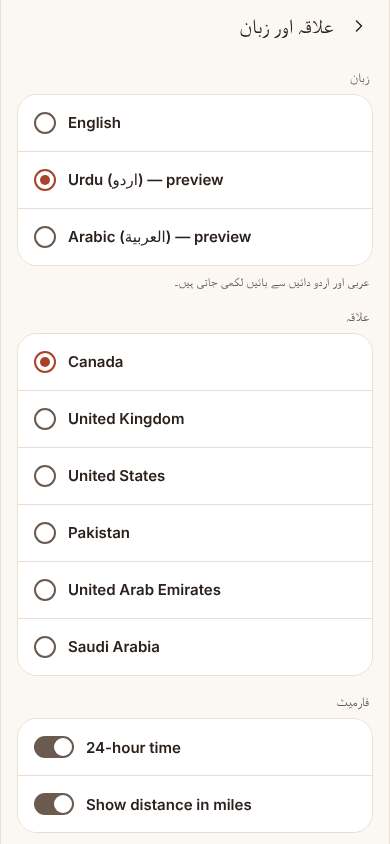 علاقہ اور زبان
زبان
English
Urdu (اردو) — preview
Arabic (العربية) — preview
عربی اور اردو دائیں سے بائیں لکھی جاتی ہیں۔
علاقہ
Canada
United Kingdom
United States
Pakistan
United Arab Emirates
Saudi Arabia
فارمیٹ
24-hour time
Show distance in miles